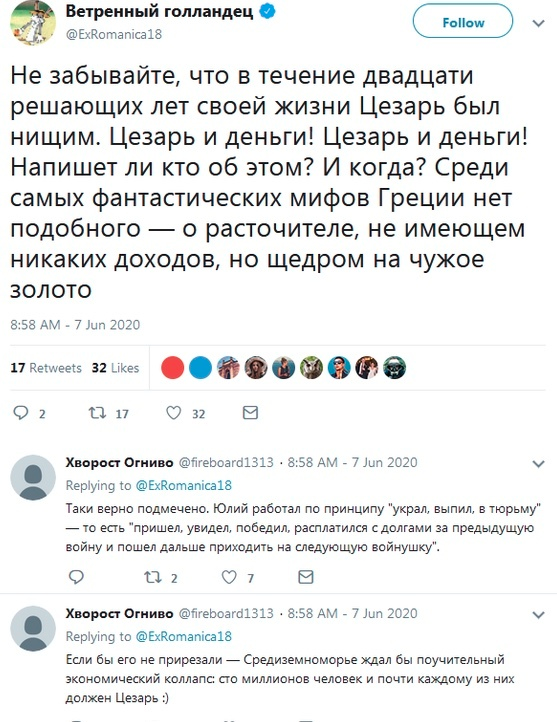 Ветренный голландец
@ExRomanica18
Follow
Не забывайте, что в течение двадцати
решающих лет своей жизни Цезарь был
нищим. Цезарь и деньги! Цезарь и деньги!
Напишет ли кто об этом? И когда? Среди
самых фантастических мифов Греции нет
подобного — о расточителе, не имеющем
никаких доходов, но щедром на чужое
золото
8:58 AM - 7 Jun 2020
17 Retweets 32 Likes
2 17 32
Хворост Огниво @fireboard1313 · 8:58 AM - 7 Jun 2020
Replying to @ExRomanica18
Таки верно подмечено. Юлий работал по принципу "украл, выпил, в тюрьму"
— то есть "пришел, увидел, победил, расплатился с долгами за предыдущую
войну и пошел дальше приходить на следующую войнушку".
2 7
Хворост Огниво @fireboard1313 · 8:58 AM - 7 Jun 2020
Replying to @ExRomanica18
Если бы его не прирезали — Средиземноморье ждал бы поучительный
экономический коллапс: сто миллионов человек и почти каждому из них
должен Цезарь :)